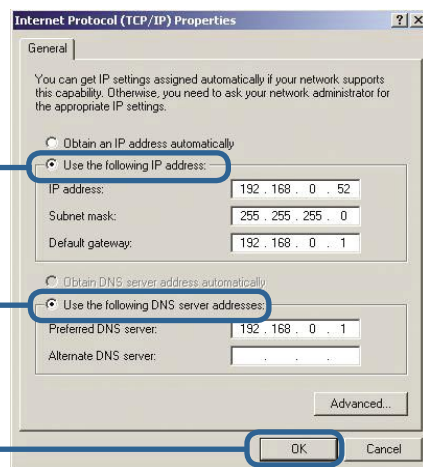 Internet Protocol (TCP/IP) Properties
General
You can get IP settings assigned automatically if your network supports
this capability. Otherwise, you need to ask your network administrator for
the appropriate IP settings.
Obtain an IP address automatically
Use the following IP address:
IP address: 192 . 168 . 0 . 52
Subnet mask: 255 . 255 . 255 . 0
Default gateway: 192 . 168 . 0 . 1
Obtain DNS server address automatically
Use the following DNS server addresses:
Preferred DNS server: 192 . 168 . 0 . 1
Alternate DNS server: . . .
Advanced...
OK Cancel